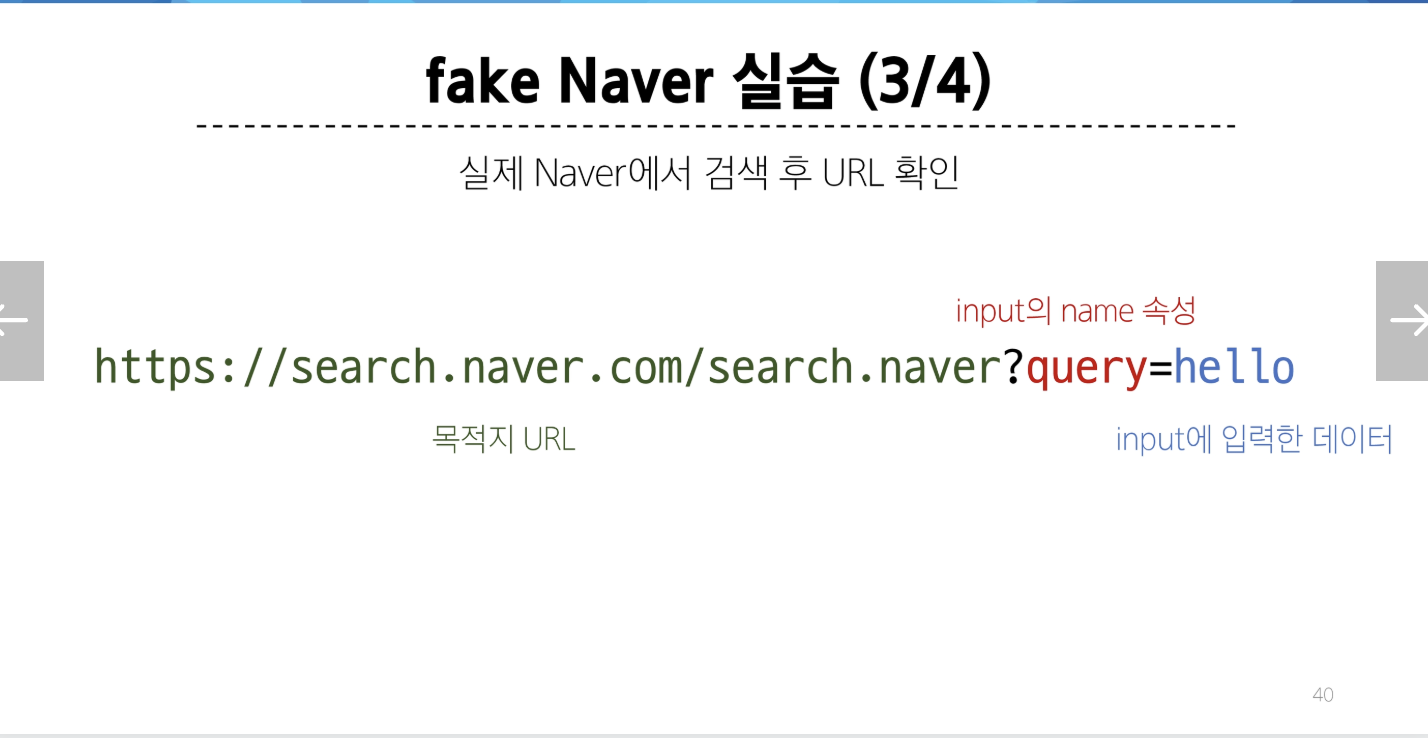 fake Naver 실습 (3/4)
실제 Naver에서 검색 후 URL 확인
input의 name 속성
https://search.naver.com/search.naver?query=hello
목적지 URL
input에 입력한 데이터
40